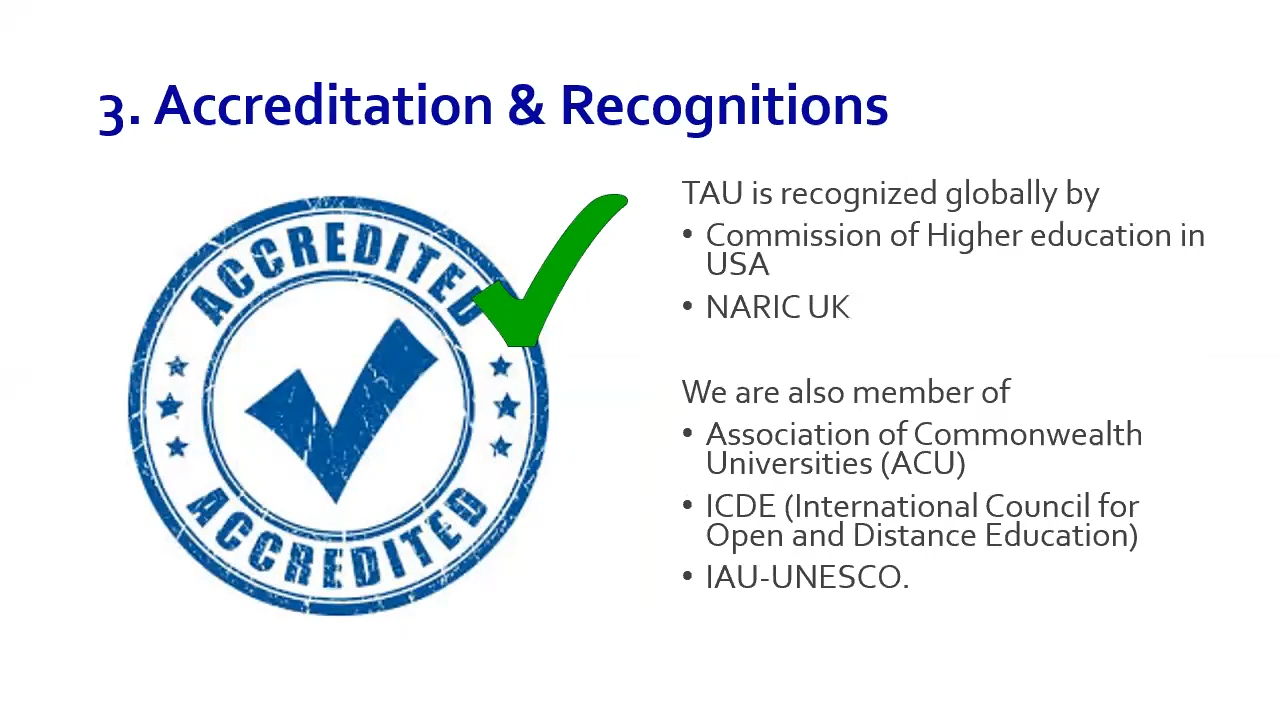 3. Accreditation & Recognitions
ACCREDITED
ACCREDITED
TAU is recognized globally by
• Commission of Higher education in
USA
• NARIC UK
We are also member of
• Association of Commonwealth
Universities (ACU)
• ICDE (International Council for
Open and Distance Education)
• IAU-UNESCO.